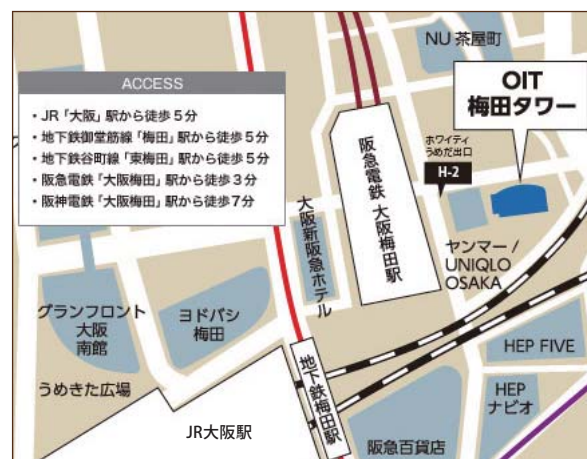 NU 茶屋町
ACCESS
・JR「大阪」駅から徒歩5分
・地下鉄御堂筋線「梅田」駅から徒歩5分
・地下鉄谷町線「東梅田」駅から徒歩5分
・阪急電鉄「大阪梅田」駅から徒歩3分
・阪神電鉄「大阪梅田」駅から徒歩7分
OIT
梅田タワー
ホワイティ
うめだ出口
H-2
阪急電鉄 大阪梅田駅
大阪新阪急ホテル
ヤンマー /
UNIQLO
OSAKA
グランフロント
大阪
南館
ヨドバシ
梅田
うめきた広場
JR大阪駅
地下鉄梅田駅
HEP FIVE
HEP
ナビオ
阪急百貨店